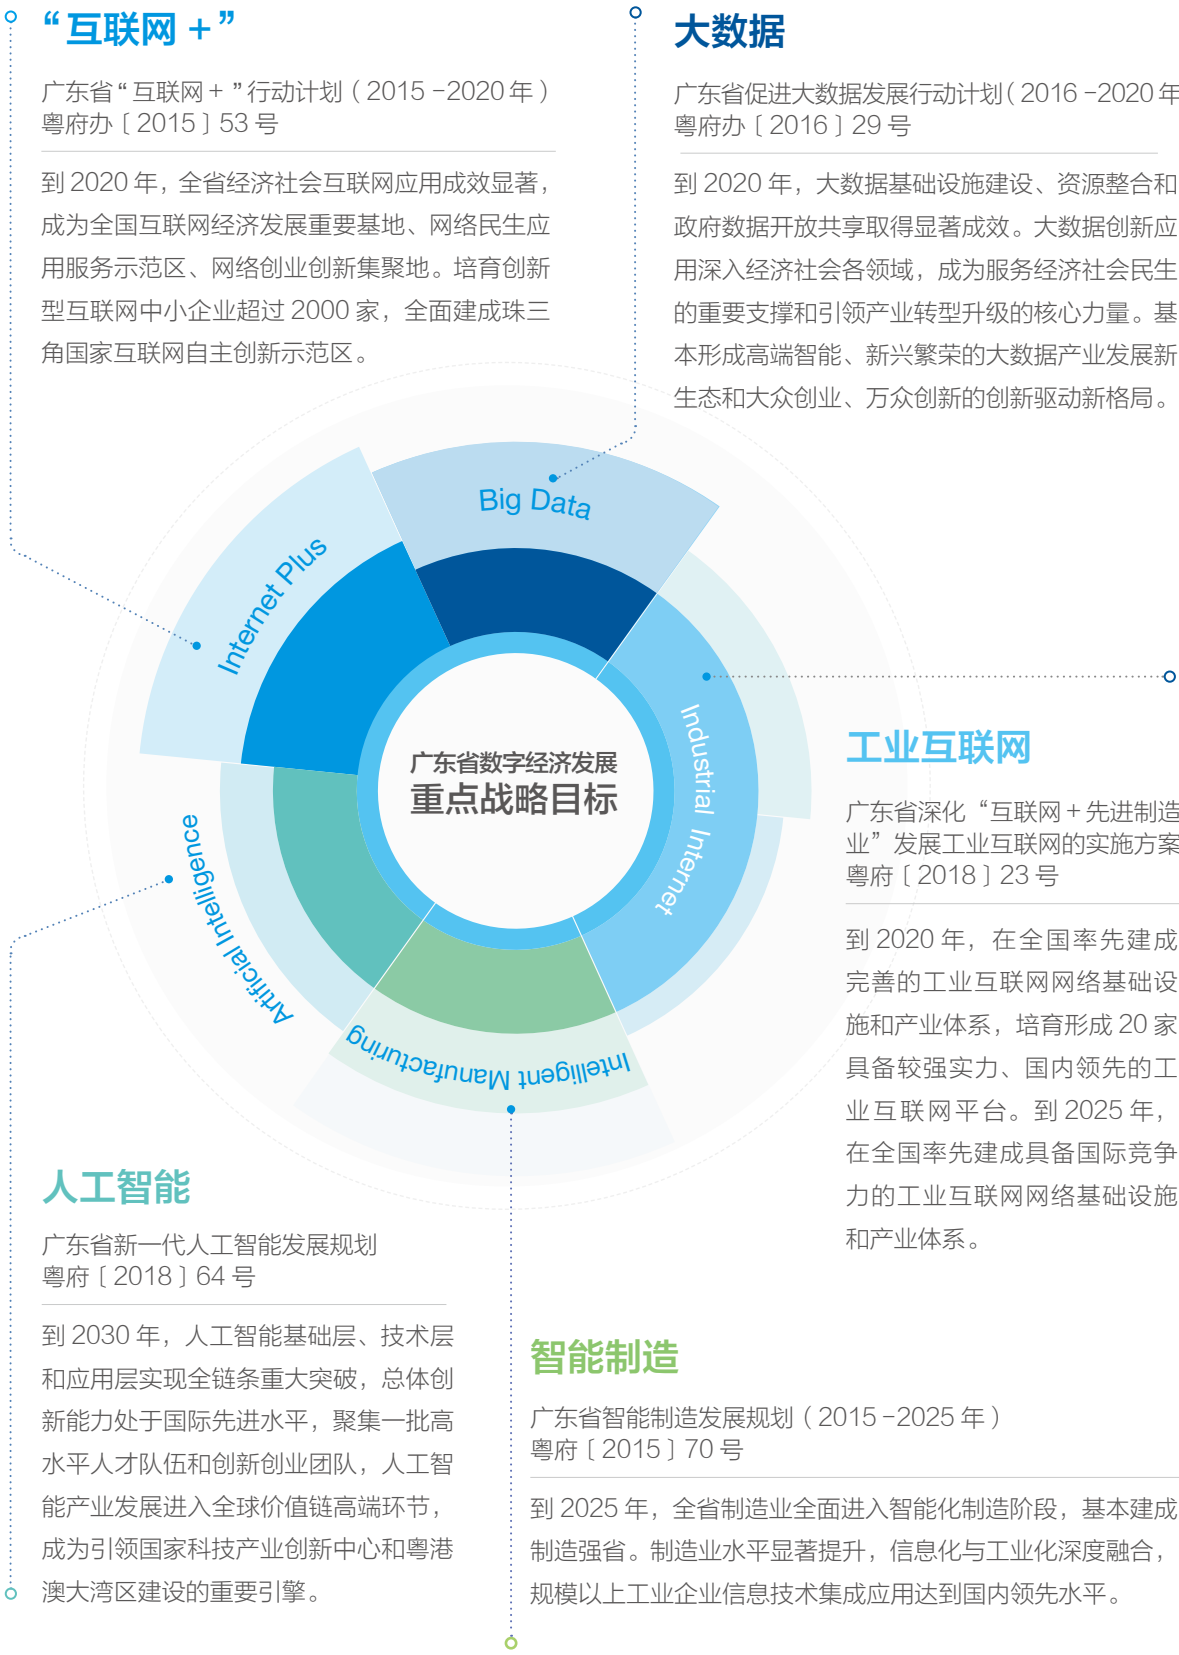 “互联网 +”
广东省“互联网+”行动计划（2015-2020年）
粤府办〔2015〕53 号
到 2020 年，全省经济社会互联网应用成效显著，
成为全国互联网经济发展重要基地、网络民生应
用服务示范区、网络创业创新集聚地。培育创新
型互联网中小企业超过 2000 家，全面建成珠三
角国家互联网自主创新示范区。
大数据
广东省促进大数据发展行动计划（2016-2020年
粤府办〔2016〕29 号
到 2020 年，大数据基础设施建设、资源整合和
政府数据开放共享取得显著成效。大数据创新应
用深入经济社会各领域，成为服务经济社会民生
的重要支撑和引领产业转型升级的核心力量。基
本形成高端智能、新兴繁荣的大数据产业发展新
生态和大众创业、万众创新的创新驱动新格局。
Big Data
Internet Plus
Industrial Internet
Artificial Intelligence
Intelligent Manufacturing
广东省数字经济发展
重点战略目标
工业互联网
广东省深化“互联网+先进制造
业”发展工业互联网的实施方案
粤府〔2018〕23 号
到 2020 年，在全国率先建成
完善的工业互联网网络基础设
施和产业体系，培育形成 20 家
具备较强实力、国内领先的工
业互联网平台。到 2025 年，
在全国率先建成具备国际竞争
力的工业互联网网络基础设施
和产业体系。
人工智能
广东省新一代人工智能发展规划
粤府〔2018〕64 号
到 2030 年，人工智能基础层、技术层
和应用层实现全链条重大突破，总体创
新能力处于国际先进水平，聚集一批高
水平人才队伍和创新创业团队，人工智
能产业发展进入全球价值链高端环节，
成为引领国家科技产业创新中心和粤港
澳大湾区建设的重要引擎。
智能制造
广东省智能制造发展规划（2015-2025 年）
粤府〔2015〕70 号
到 2025 年，全省制造业全面进入智能化制造阶段，基本建成
制造强省。制造业水平显著提升，信息化与工业化深度融合，
规模以上工业企业信息技术集成应用达到国内领先水平。